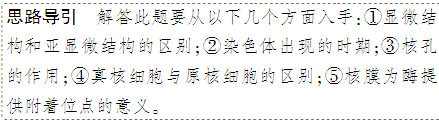 思路导引 解答此题要从以下几个方面入手:①显微结
构和亚显微结构的区别;②染色体出现的时期;③核孔
的作用;④真核细胞与原核细胞的区别;⑤核膜为酶提
供附着位点的意义。